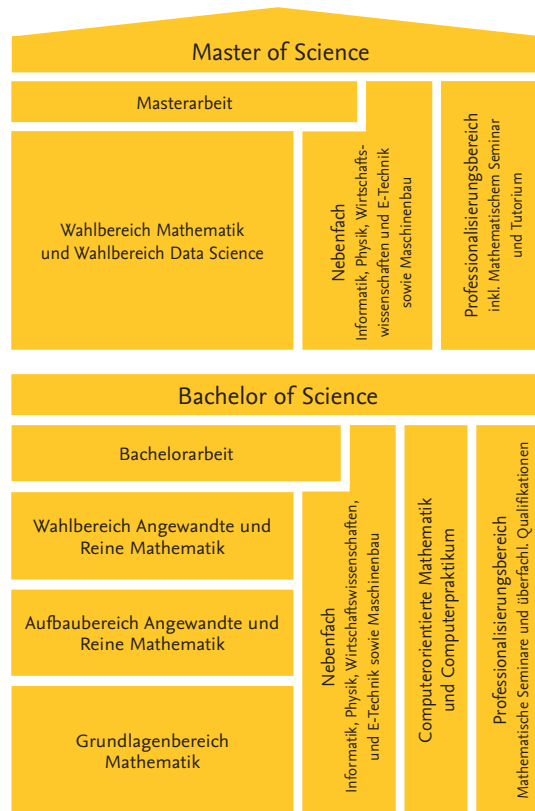 Master of Science
Masterarbeit
Wahlbereich Mathematik
und Wahlbereich Data Science
Nebenfach
Informatik, Physik, Wirtschafts-
wissenschaften und E-Technik
sowie Maschinenbau
Professionalisierungsbereich
inkl. Mathematischem Seminar
und Tutorium
Bachelor of Science
Bachelorarbeit
Wahlbereich Angewandte und
Reine Mathematik
Aufbaubereich Angewandte und
Reine Mathematik
Grundlagenbereich
Mathematik
Nebenfach
Informatik, Physik, Wirtschaftswissenschaften,
und E-Technik sowie Maschinenbau
Computerorientierte Mathematik
und Computerpraktikum
Professionalisierungsbereich
Mathematische Seminare und überfachl. Qualifikationen